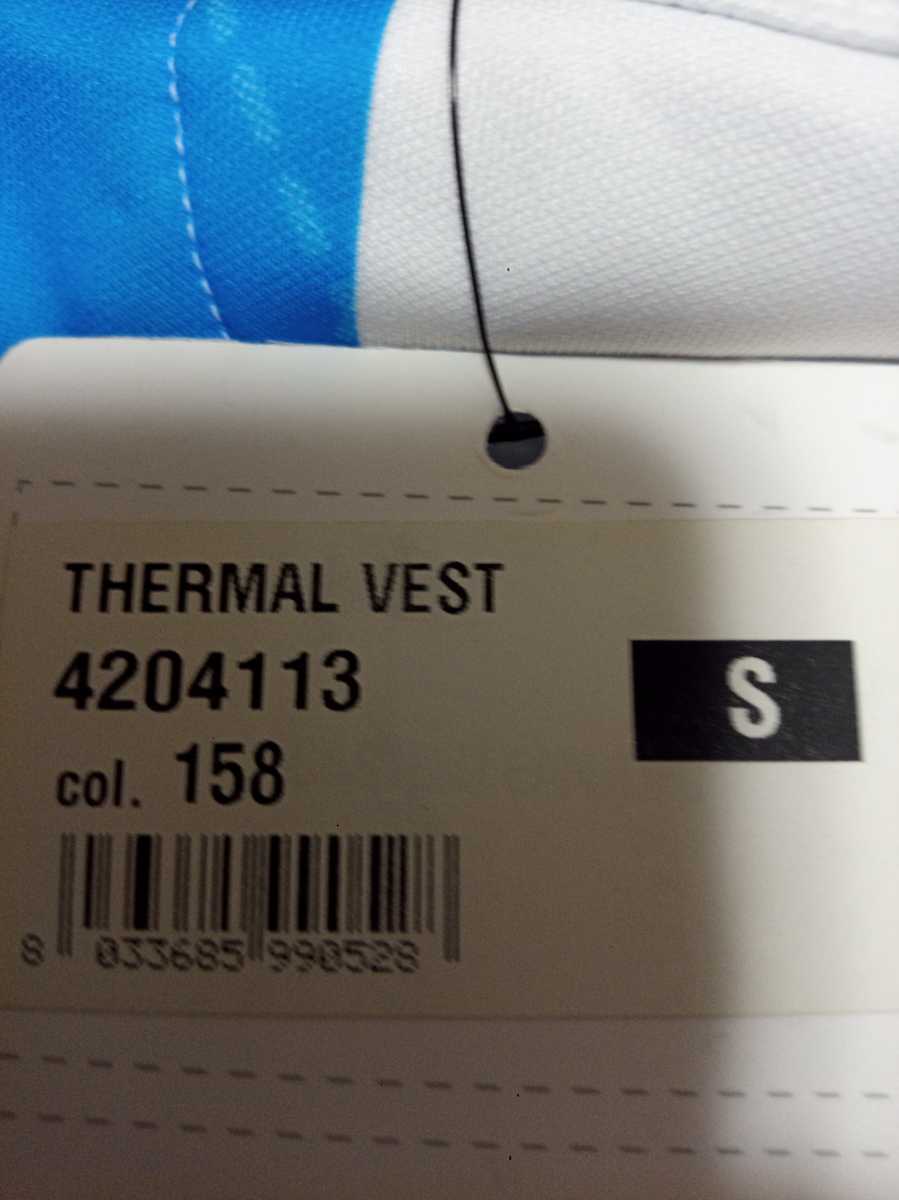 THERMAL VEST
4204113
S
col. 158
8 033685 990528